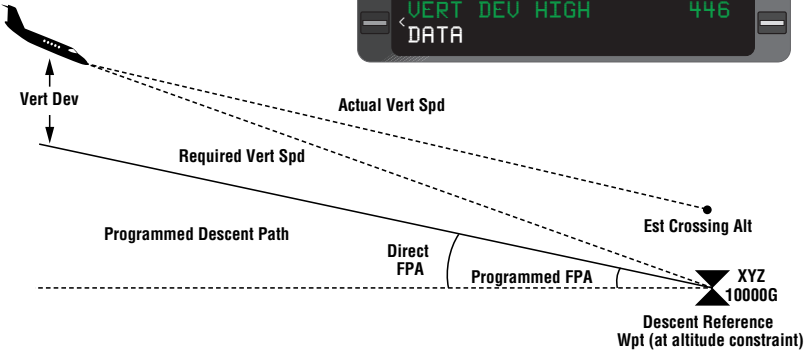 VERT DEV HIGH 446
<DATA
Vert Dev
Actual Vert Spd
Required Vert Spd
Est Crossing Alt
Programmed Descent Path
Direct
FPA
Programmed FPA
XYZ
10000G
Descent Reference
Wpt (at altitude constraint)